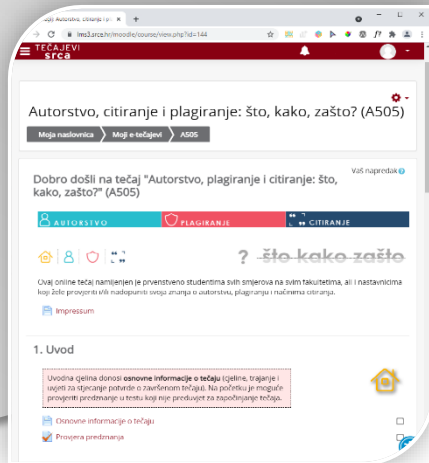 Autorstvo, citiranje i p
lms3.srce.hr/moodle/course/view.php?id=144
TEČAJEVI
srca
Autorstvo, citiranje i plagiranje: što, kako, zašto? (A505)
Moja naslovnica
Moji e-tečajevi
A505
Vaš napredak
Dobro došli na tečaj "Autorstvo, plagiranje i citiranje: što,
kako, zašto?" (A505)
AUTORSTVO
PLAGIRANJE
CITIRANJE
? što kako zašto
Ovaj online tečaj namijenjen je prvenstveno studentima svih smjerova na svim fakultetima, ali i nastavnicima
koji žele provjeriti i/ili nadopuniti svoja znanja o autorstvu, plagiranju i načinima citiranja.
Impressum
1. Uvod
Uvodna cjelina donosi osnovne informacije o tečaju (cjeline, trajanje i
uvjeti za stjecanje potvrde o završenom tečaju). Na početku je moguće
provjeriti predznanje u testu koji nije preduvjet za započinjanje tečaja.
Osnovne informacije o tečaju
Provjera predznanja